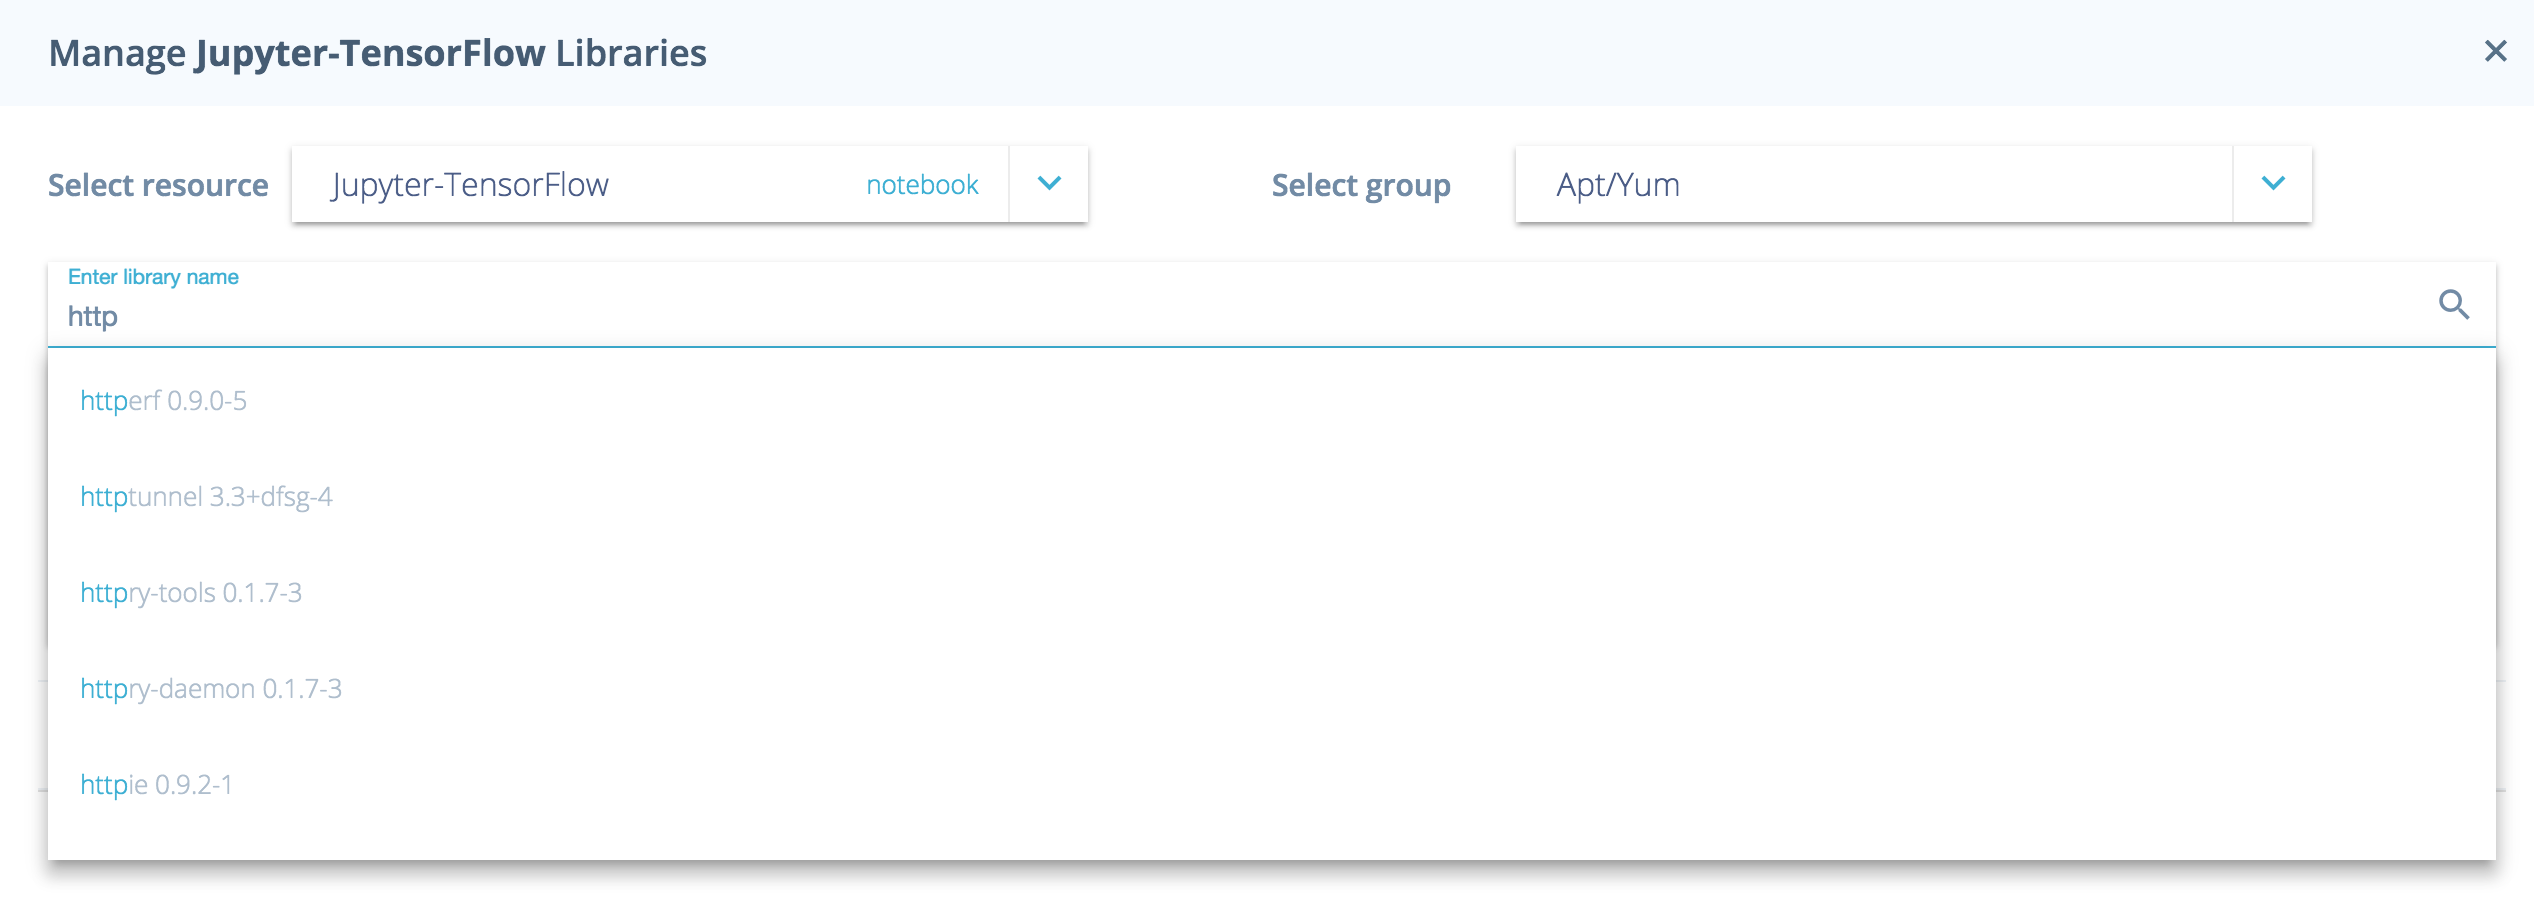 Manage Jupyter-TensorFlow Libraries
Select resource Jupyter-TensorFlow notebook Select group Apt/Yum
Enter library name
http
httperf 0.9.0-5
httptunnel 3.3+dfsg-4
httpry-tools 0.1.7-3
httpry-daemon 0.1.7-3
httpie 0.9.2-1